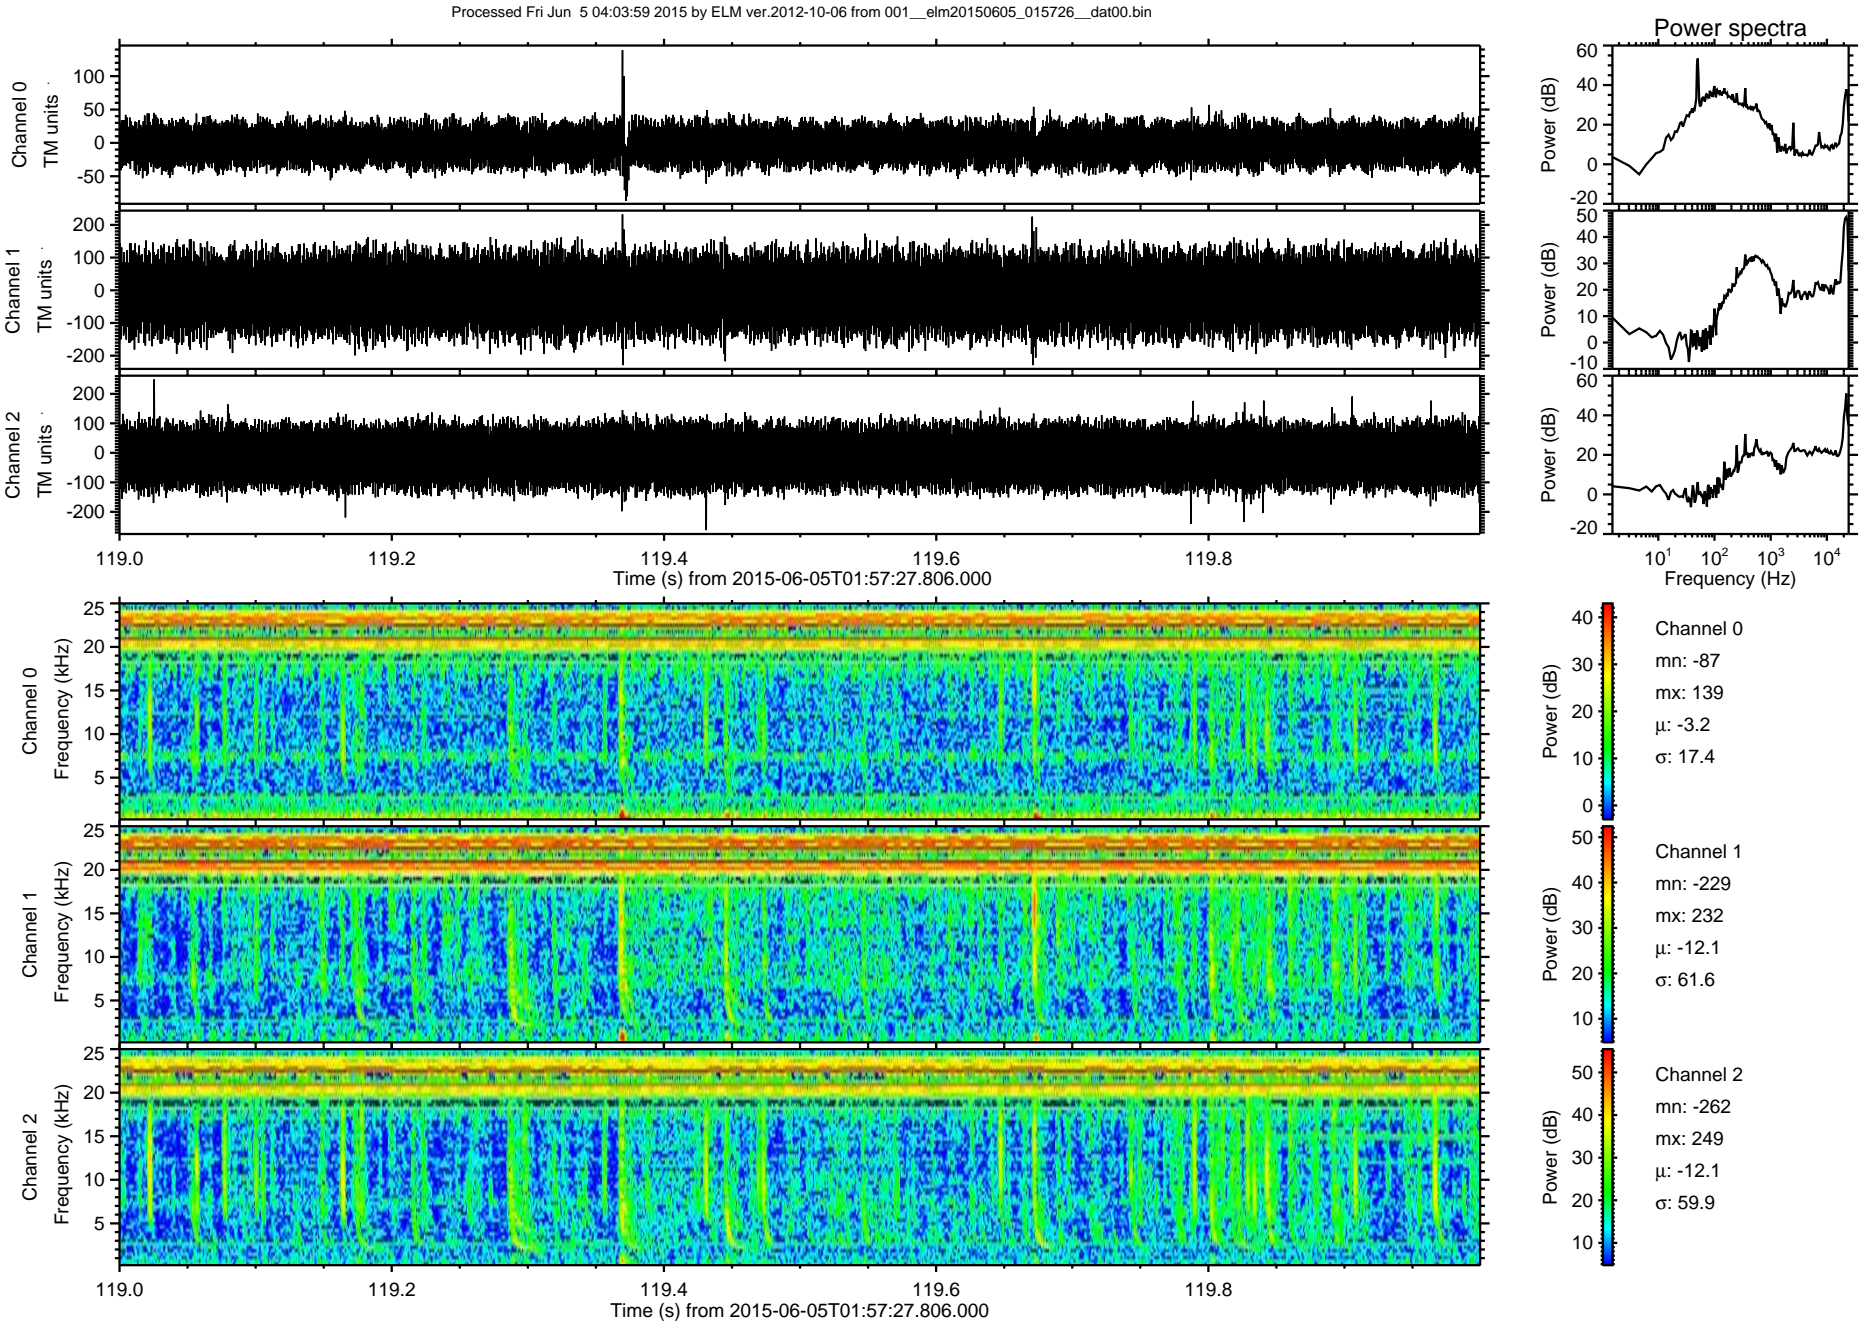 Processed Fri Jun  5 04:03:59 2015 by ELM ver.2012-10-06 from 001__elm20150605_015726__dat00.bin
Power spectra
Channel 0
TM units
100
50
0
-50
Power (dB)
60
40
20
0
-20
Channel 1
TM units
200
100
0
-100
-200
Power (dB)
50
40
30
20
10
0
-10
Channel 2
TM units
200
100
0
-100
-200
Power (dB)
60
40
20
0
-20
119.0 119.2 119.4 119.6 119.8
Time (s) from 2015-06-05T01:57:27.806.000
10^1 10^2 10^3 10^4
Frequency (Hz)
Channel 0
Frequency (kHz)
25
20
15
10
5
Power (dB)
40
30
20
10
0
Channel 0
mn: -87
mx: 139
μ: -3.2
σ: 17.4
Channel 1
Frequency (kHz)
25
20
15
10
5
Power (dB)
50
40
30
20
10
Channel 1
mn: -229
mx: 232
μ: -12.1
σ: 61.6
Channel 2
Frequency (kHz)
25
20
15
10
5
Power (dB)
50
40
30
20
10
Channel 2
mn: -262
mx: 249
μ: -12.1
σ: 59.9
119.0 119.2 119.4 119.6 119.8
Time (s) from 2015-06-05T01:57:27.806.000